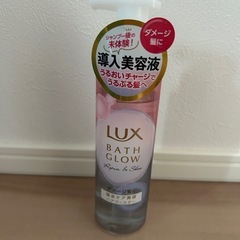 シャンプー後の
未体験!
導入美容液
うるおいチャージで
うるぷる髪へ
ダメージ
髪に
LUX
BATH
GLOW
Repair & Shine